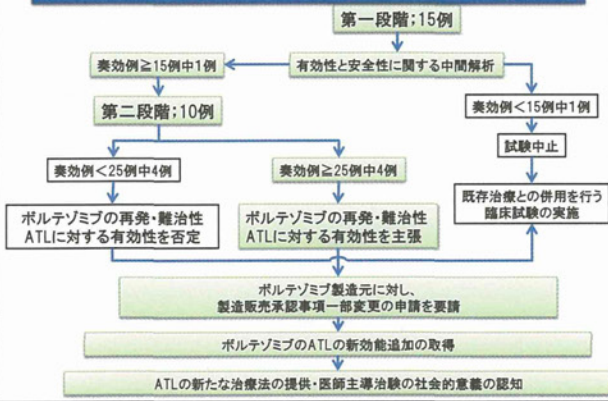 第一段階;15例
奏効例≧15例中1例
有効性と安全性に関する中間解析
奏効例<15例中1例
第二段階;10例
試験中止
奏効例<25例中4例
奏効例≧25例中4例
既存治療との併用を行う
臨床試験の実施
ボルテゾミブの再発・難治性
ATLに対する有効性を否定
ボルテゾミブの再発・難治性
ATLに対する有効性を主張
ボルテゾミブ製造元に対し、
製造販売承認事項一部変更の申請を要請
ボルテゾミブのATLの新効能追加の取得
ATLの新たな治療法の提供・医師主導治験の社会的意義の認知